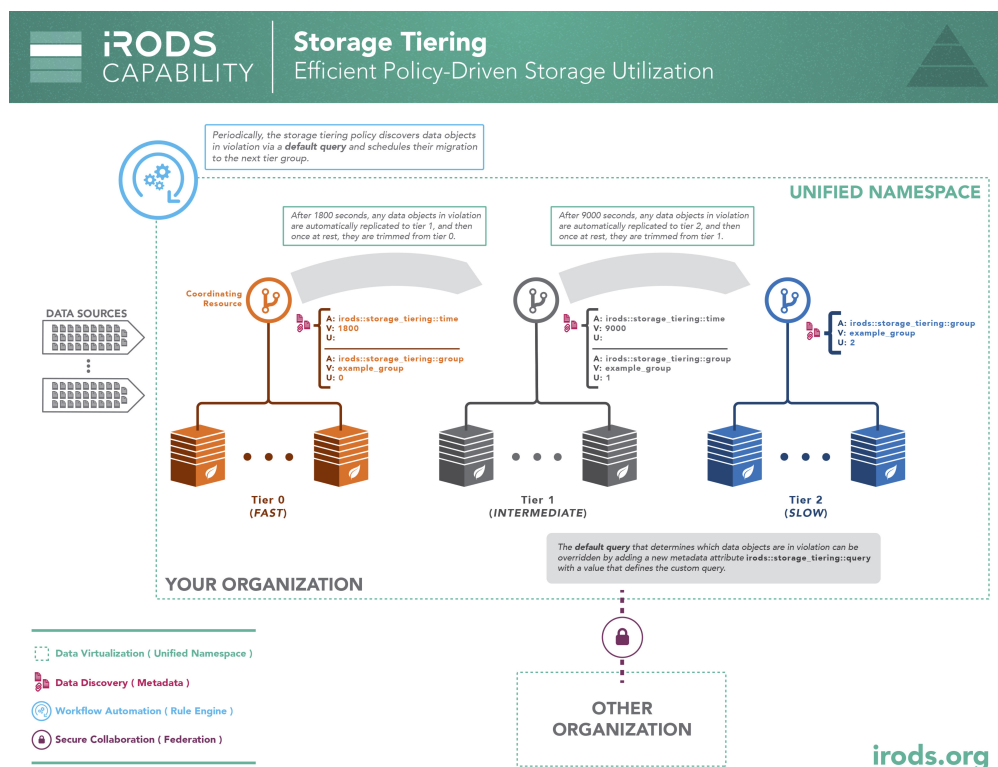 iRODS
CAPABILITY
Storage Tiering
Efficient Policy-Driven Storage Utilization
Periodically, the storage tiering policy discovers data objects
in violation via a default query and schedules their migration
to the next tier group.
UNIFIED NAMESPACE
After 1800 seconds, any data objects in violation
are automatically replicated to tier 1, and then
once at rest, they are trimmed from tier 0.
After 9000 seconds, any data objects in violation
are automatically replicated to tier 2, and then
once at rest, they are trimmed from tier 1.
Coordinating
Resource
DATA SOURCES
A: irods::storage_tiering::time
V: 1800
U:
A: irods::storage_tiering::group
V: example_group
U: 0
A: irods::storage_tiering::time
V: 9000
U:
A: irods::storage_tiering::group
V: example_group
U: 1
A: irods::storage_tiering::group
V: example_group
U: 2
Tier 0
(FAST)
Tier 1
(INTERMEDIATE)
Tier 2
(SLOW)
The default query that determines which data objects are in violation can be
overridden by adding a new metadata attribute irods::storage_tiering::query
with a value that defines the custom query.
YOUR ORGANIZATION
Data Virtualization ( Unified Namespace )
Data Discovery ( Metadata )
Workflow Automation ( Rule Engine )
Secure Collaboration ( Federation )
OTHER
ORGANIZATION
irods.org